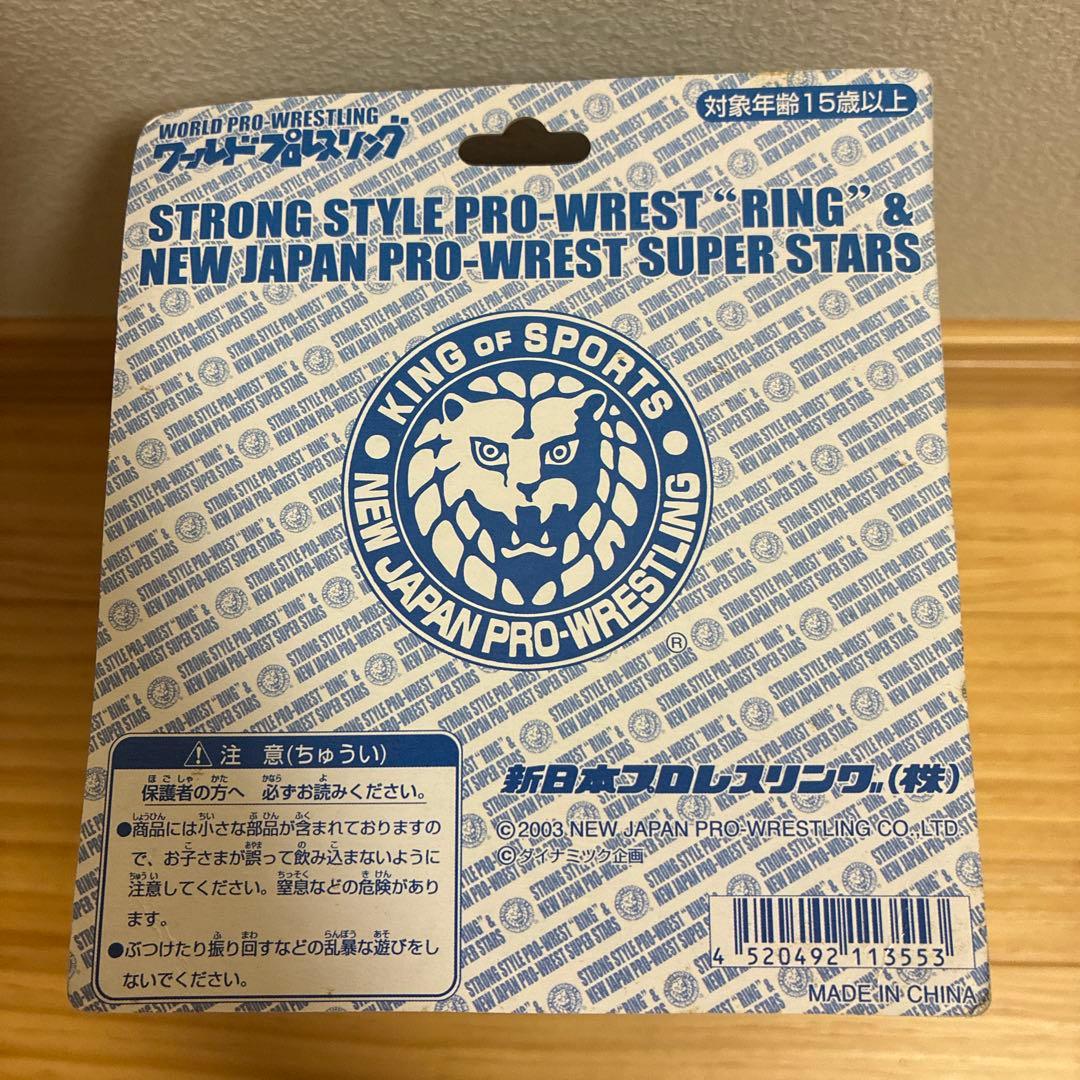 WORLD PRO-WRESTLING
ワールドプロレスリング
対象年齢15歳以上
STRONG STYLE PRO-WREST “RING” &
NEW JAPAN PRO-WREST SUPER STARS
KING OF SPORTS
NEW JAPAN PRO-WRESTLING
®
⚠ 注 意(ちゅうい)
保護者の方へ 必ずお読みください。
●商品には小さな部品が含まれておりますの
で、お子さまが誤って飲み込まないように
注意してください。窒息などの危険があり
ます。
●ぶつけたり振り回すなどの乱暴な遊びをし
ないでください。
新日本プロレスリング(株)
©2003 NEW JAPAN PRO-WRESTLING CO.,LTD.
©ダイナミック企画
4 520492 113553
MADE IN CHINA